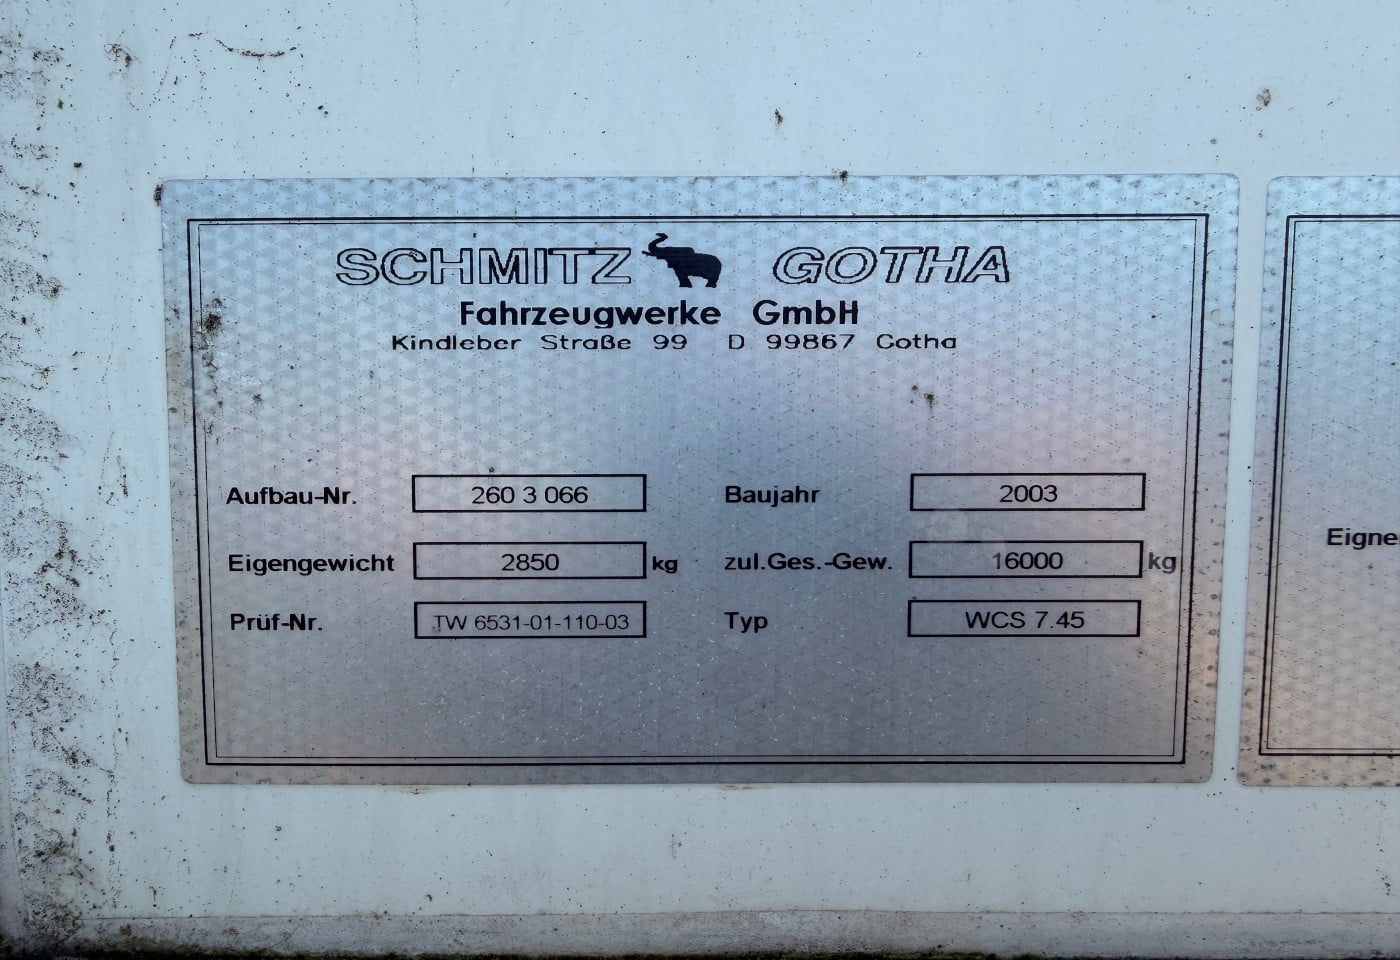 SCHMITZ GOTHA
Fahrzeugwerke GmbH
Kindleber Straße 99 D 99867 Gotha
Aufbau-Nr. 260 3 066 Baujahr 2003
Eigengewicht 2850 kg zul.Ges.-Gew. 16000 kg
Prüf-Nr. TW 6531-01-110-03 Typ WCS 7.45
Eigne